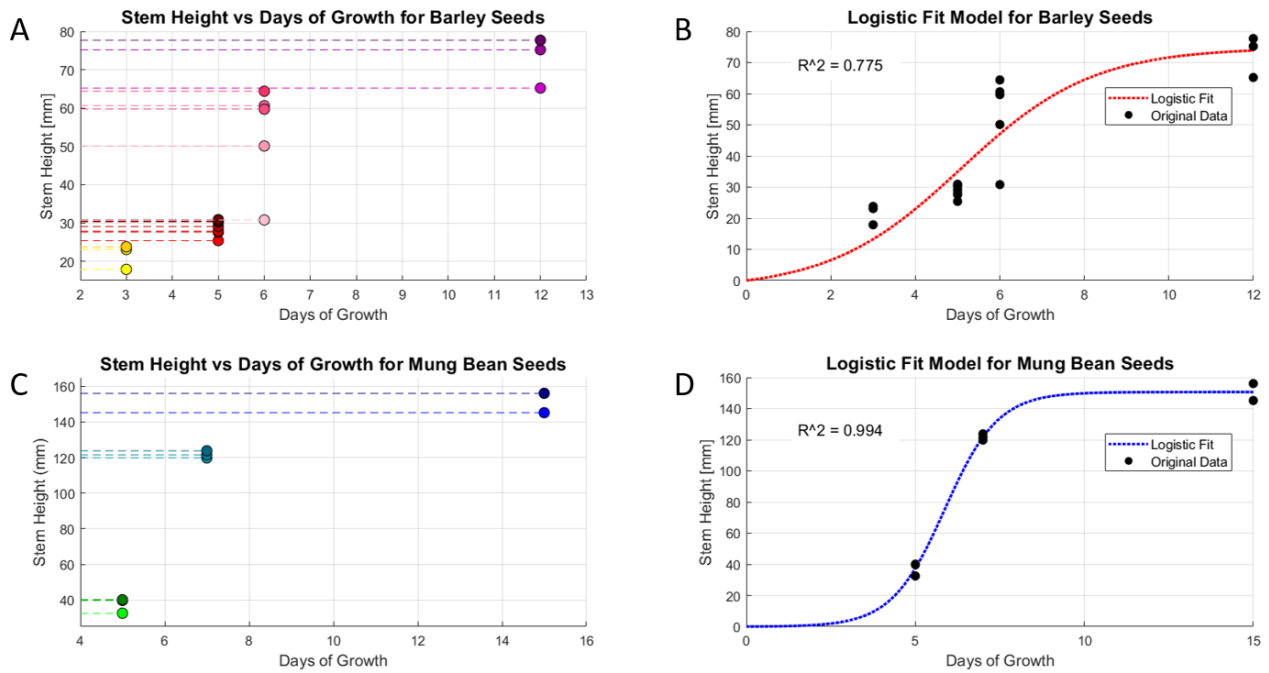 A
Stem Height vs Days of Growth for Barley Seeds
80
70
60
50
40
30
20
Stem Height [mm]
2 3 4 5 6 7 8 9 10 11 12 13
Days of Growth
B
Logistic Fit Model for Barley Seeds
R^2 = 0.775
Logistic Fit
Original Data
80
70
60
50
40
30
20
10
0
Stem Height [mm]
0 2 4 6 8 10 12
Days of Growth
C
Stem Height vs Days of Growth for Mung Bean Seeds
160
140
120
100
80
60
40
Stem Height (mm)
4 6 8 10 12 14 16
Days of Growth
D
Logistic Fit Model for Mung Bean Seeds
R^2 = 0.994
Logistic Fit
Original Data
160
140
120
100
80
60
40
20
0
Stem Height [mm]
0 5 10 15
Days of Growth